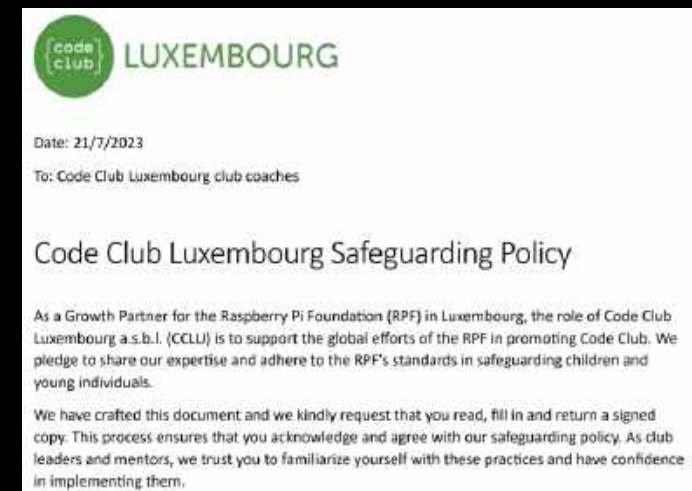 {code
club}
LUXEMBOURG
Date: 21/7/2023
To: Code Club Luxembourg club coaches
Code Club Luxembourg Safeguarding Policy
As a Growth Partner for the Raspberry Pi Foundation (RPF) in Luxembourg, the role of Code Club
Luxembourg a.s.b.l. (CCLU) is to support the global efforts of the RPF in promoting Code Club. We
pledge to share our expertise and adhere to the RPF's standards in safeguarding children and
young individuals.
We have crafted this document and we kindly request that you read, fill in and return a signed
copy. This process ensures that you acknowledge and agree with our safeguarding policy. As club
leaders and mentors, we trust you to familiarize yourself with these practices and have confidence
in implementing them.